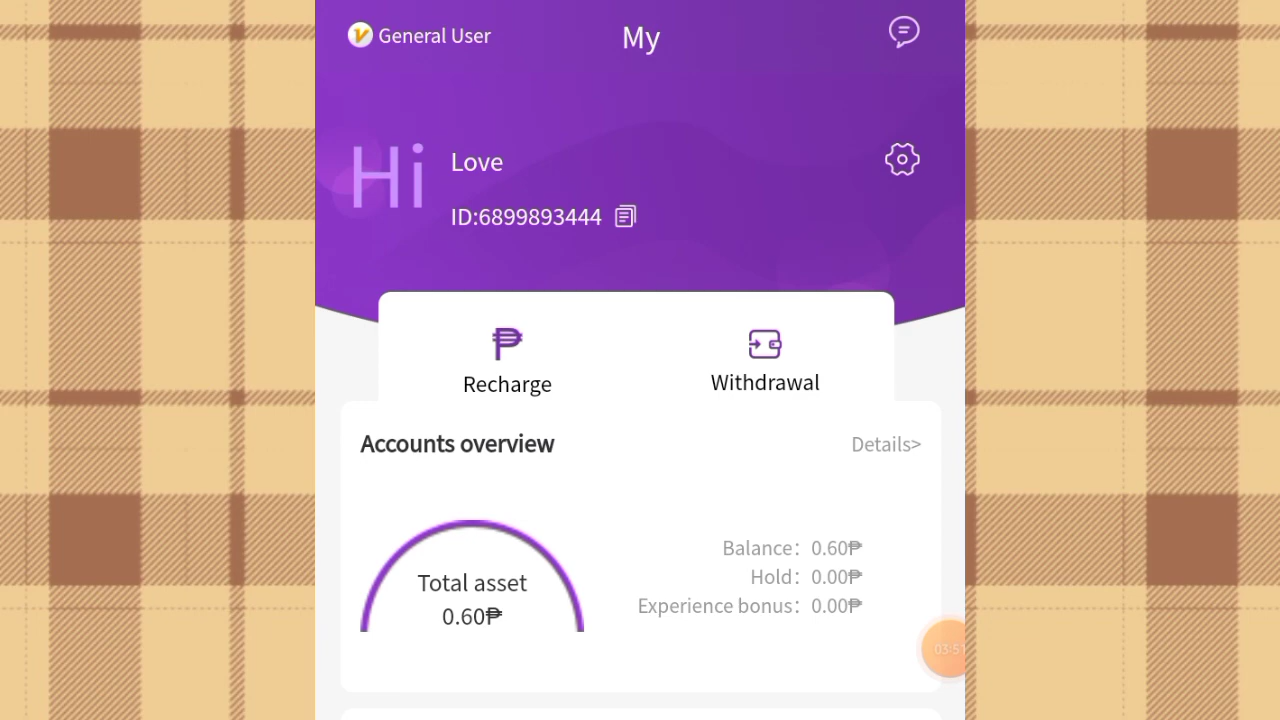 General User
My
Hi
Love
ID:6899893444
Recharge
Withdrawal
Accounts overview
Details>
Total asset
0.60₱
Balance：0.60₱
Hold：0.00₱
Experience bonus：0.00₱